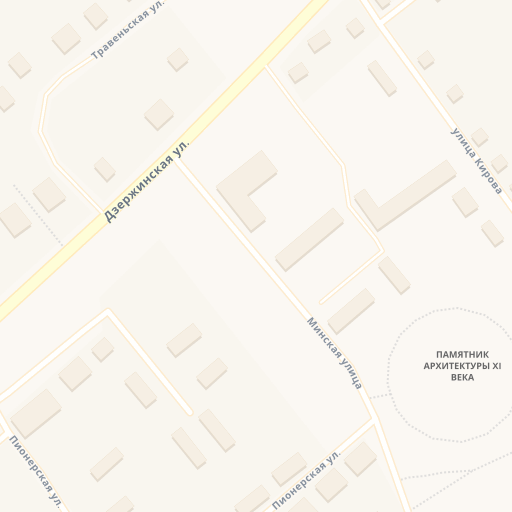 Травеньская ул.
Дзержинская ул.
улица Кирова
Минская улица
ПАМЯТНИК
АРХИТЕКТУРЫ XI
ВЕКА
Пионерская ул.
Пионерская ул.